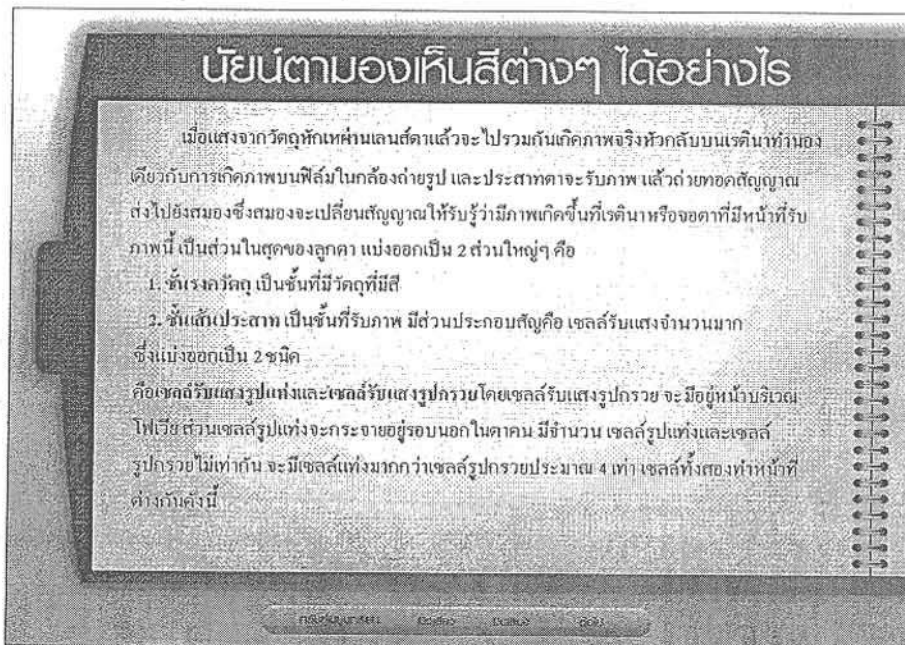 นัยน์ตามองเห็นสีต่างๆ ได้อย่างไร
เมื่อแสงจากวัตถุหักเหผ่านเลนส์ตาแล้วจะไปรวมกันเกิดภาพจริงหัวกลับบนเรตินาทำนอง
เดียวกับการเกิดภาพบนฟิล์มในกล้องถ่ายรูป และประสาทตาจะรับภาพ แล้วถ่ายทอดสัญญาณ
ส่งไปยังสมองซึ่งสมองจะเปลี่ยนสัญญาณให้รับรู้ว่ามีภาพเกิดขึ้นที่เรตินาหรือจอตาที่มีหน้าที่รับ
ภาพนี้ เป็นส่วนในสุดของลูกตา แบ่งออกเป็น 2 ส่วนใหญ่ๆ คือ
1. ชั้นรงควัตถุ เป็นชั้นที่มีวัตถุที่มีสี
2. ชั้นเส้นประสาท เป็นชั้นที่รับภาพ มีส่วนประกอบสัญคือ เซลล์รับแสงจำนวนมาก
ซึ่งแบ่งออกเป็น 2 ชนิด
คือเซลล์รับแสงรูปแท่งและเซลล์รับแสงรูปกรวยโดยเซลล์รับแสงรูปกรวย จะมีอยู่หน้าบริเวณ
โฟเวีย ส่วนเซลล์รูปแท่งจะกระจายอยู่รอบนอกในตาคน มีจำนวน เซลล์รูปแท่งและเซลล์
รูปกรวยไม่เท่ากัน จะมีเซลล์แท่งมากกว่าเซลล์รูปกรวยประมาณ 4 เท่า เซลล์ทั้งสองทำหน้าที่
ต่างกันดังนี้